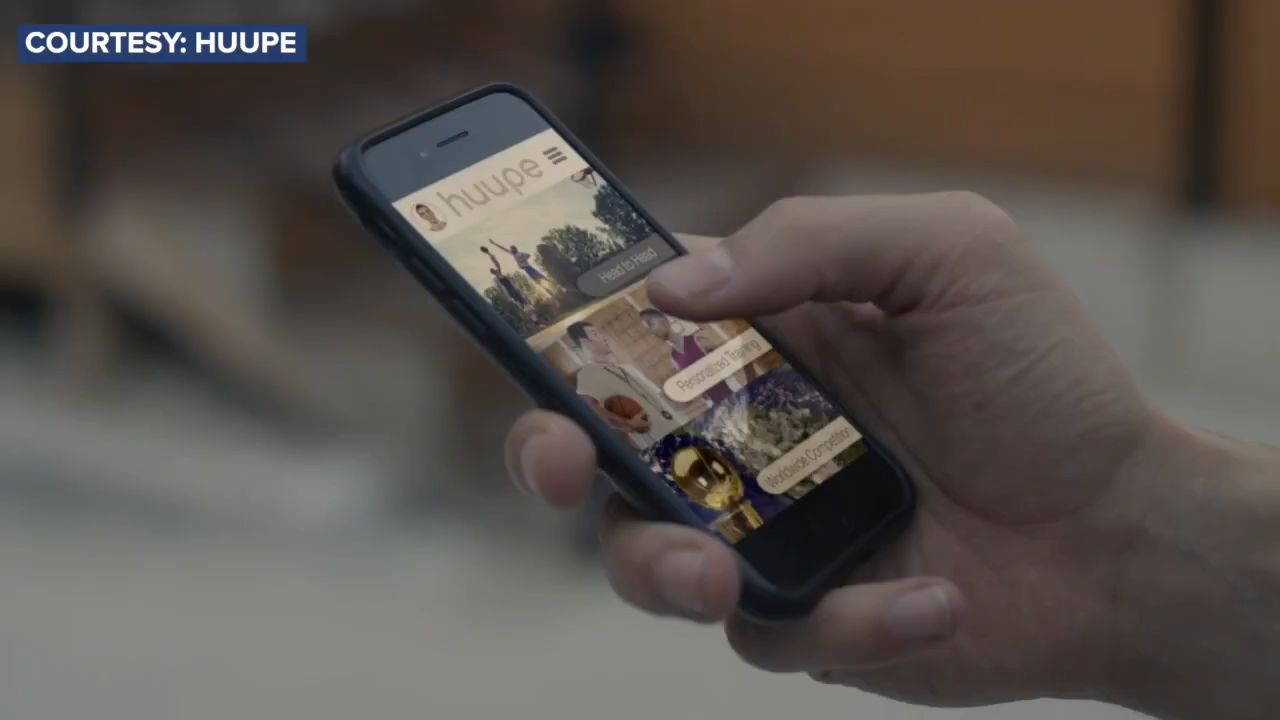 COURTESY: HUUPE
huupe
Head to Head
Personalized Training
Worldwide Competition